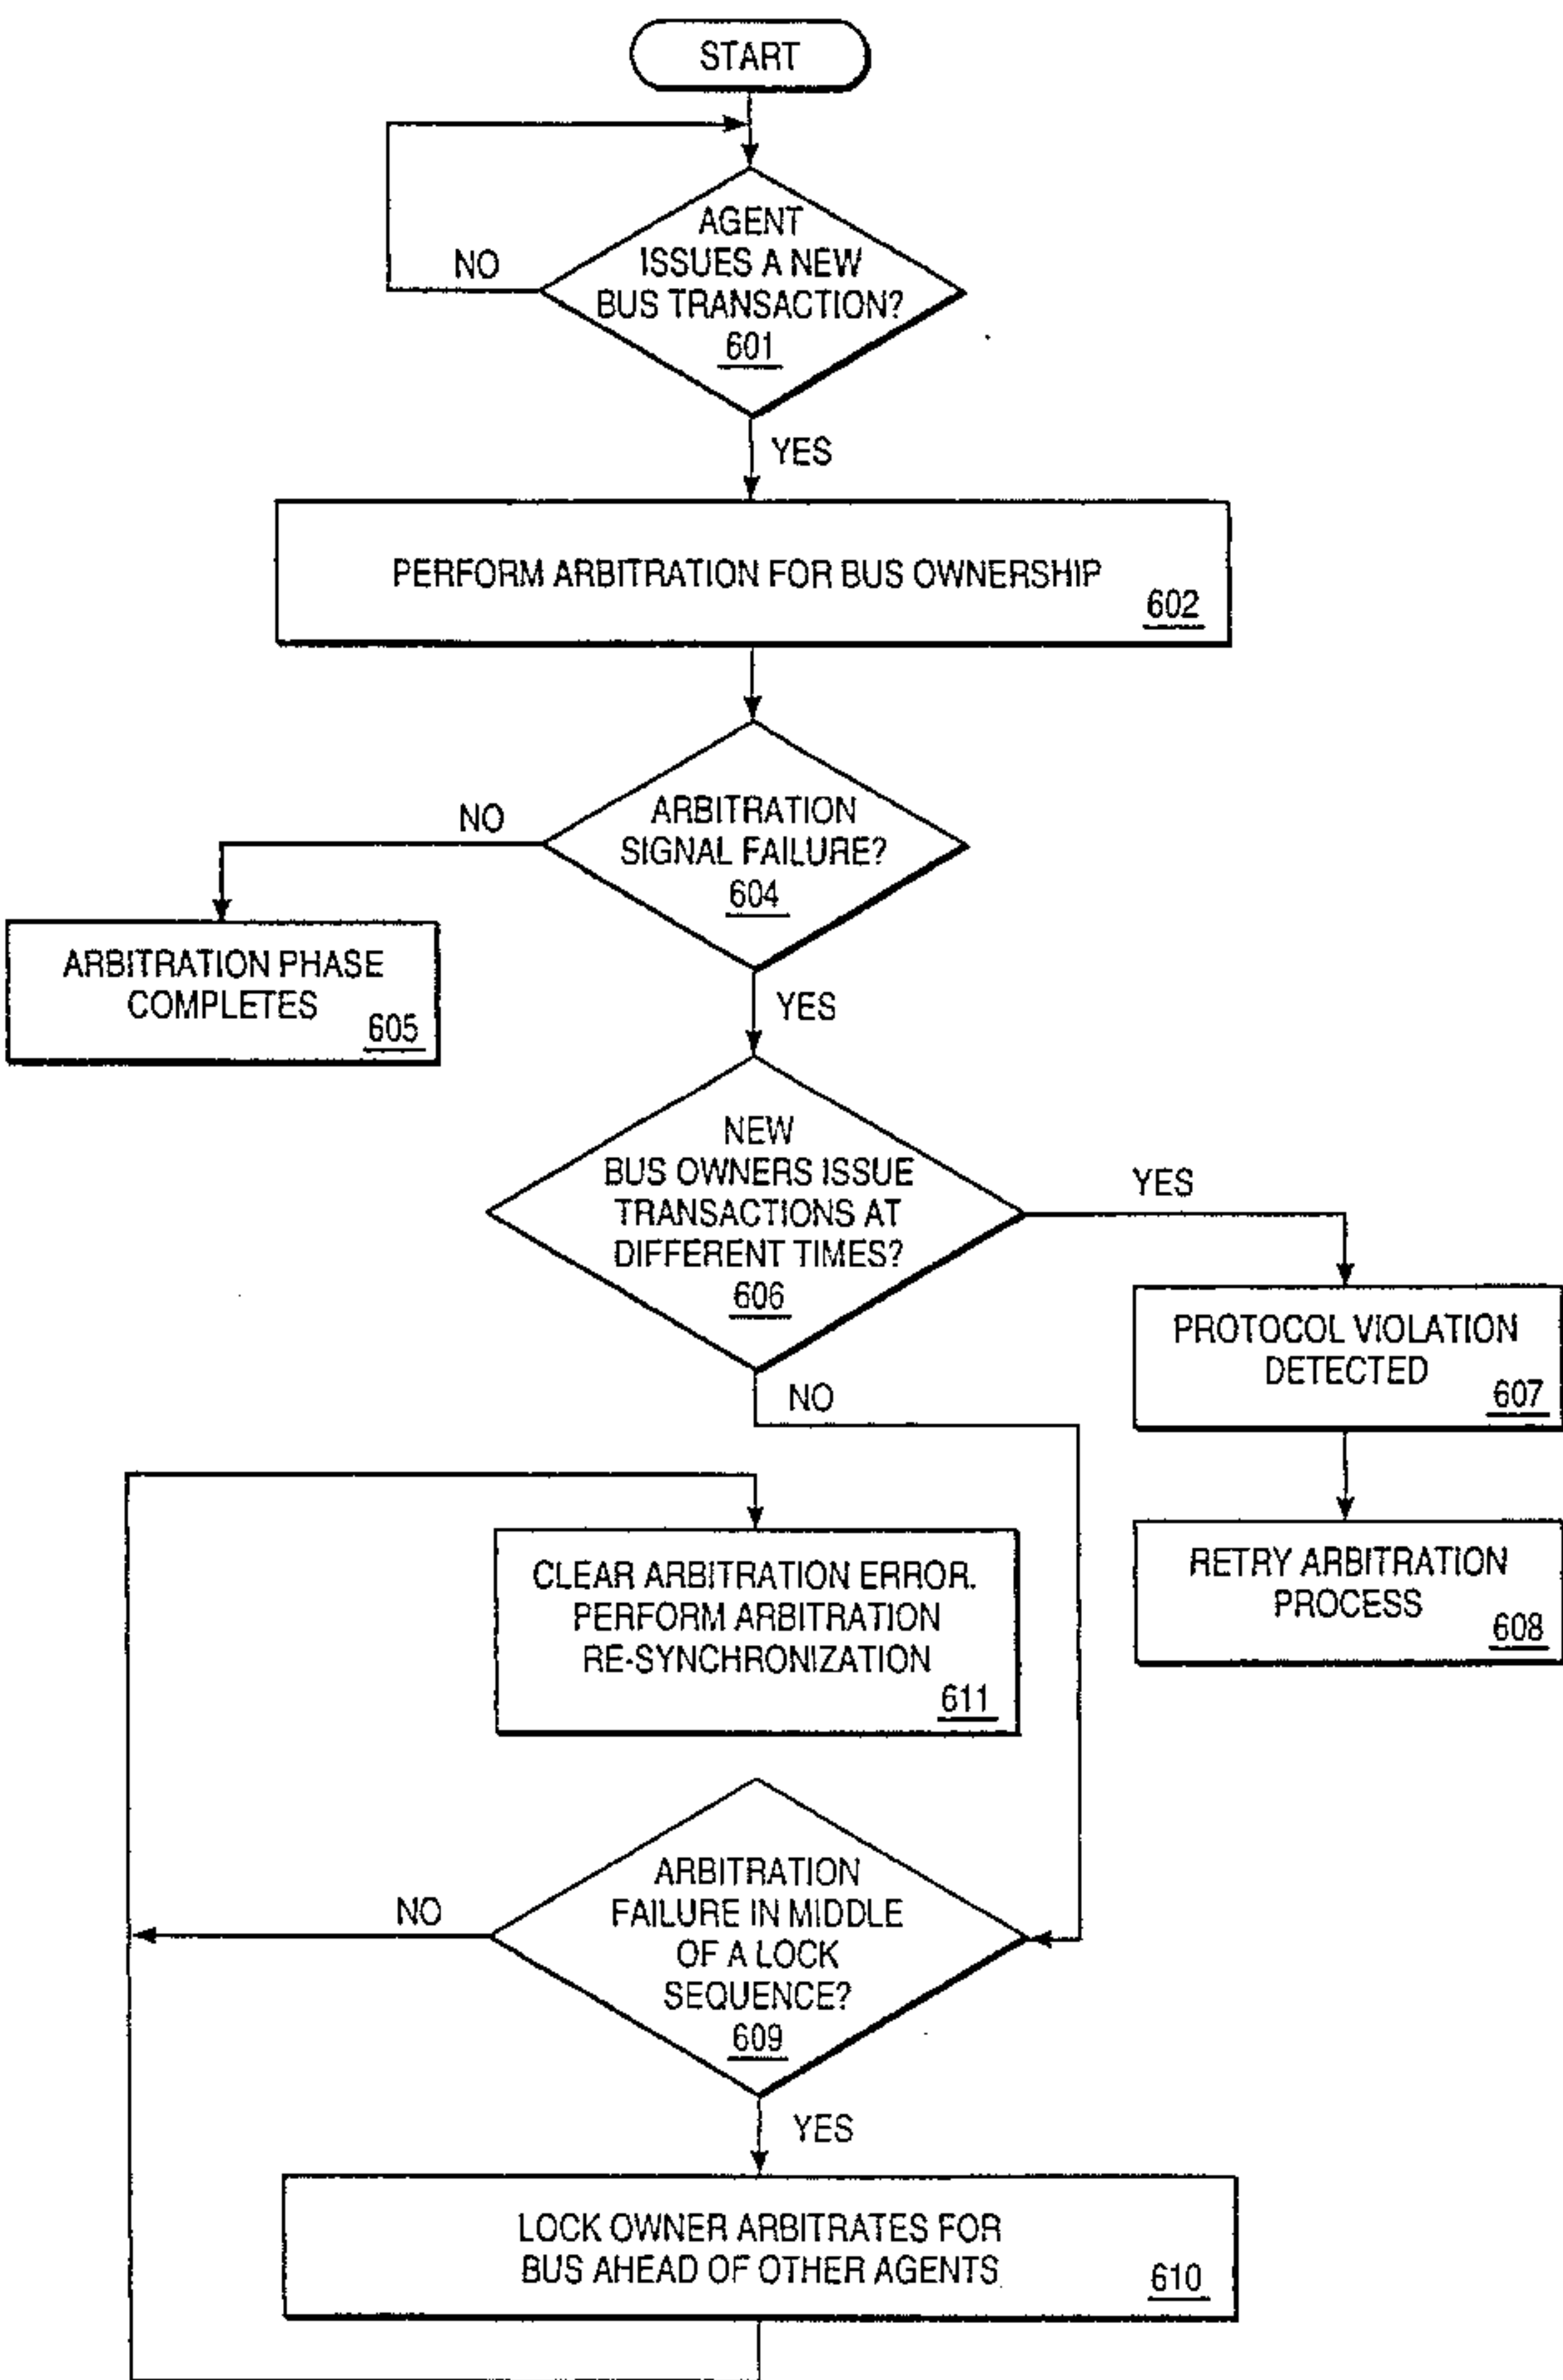 START
AGENT
ISSUES A NEW
BUS TRANSACTION?
601
NO
YES
PERFORM ARBITRATION FOR BUS OWNERSHIP
602
ARBITRATION
SIGNAL FAILURE?
604
NO
ARBITRATION PHASE
COMPLETES
605
YES
NEW
BUS OWNERS ISSUE
TRANSACTIONS AT
DIFFERENT TIMES?
606
YES
PROTOCOL VIOLATION
DETECTED
607
NO
RETRY ARBITRATION
PROCESS
608
CLEAR ARBITRATION ERROR.
PERFORM ARBITRATION
RE-SYNCHRONIZATION
611
ARBITRATION
FAILURE IN MIDDLE
OF A LOCK
SEQUENCE?
609
NO
YES
LOCK OWNER ARBITRATES FOR
BUS AHEAD OF OTHER AGENTS
610